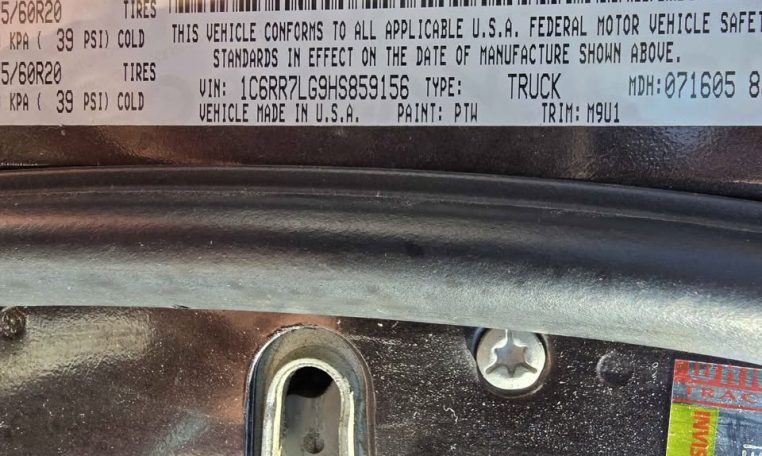 5/60R20 TIRES
KPA ( 39 PSI) COLD
5/60R20 TIRES
KPA ( 39 PSI) COLD
THIS VEHICLE CONFORMS TO ALL APPLICABLE U.S.A. FEDERAL MOTOR VEHICLE SAFET
STANDARDS IN EFFECT ON THE DATE OF MANUFACTURE SHOWN ABOVE.
VIN: 1C6RR7LG9HS859156 TYPE: TRUCK MDH: 071605 8
VEHICLE MADE IN U.S.A. PAINT: PTW TRIM: M9U1
TRAC
INVIS